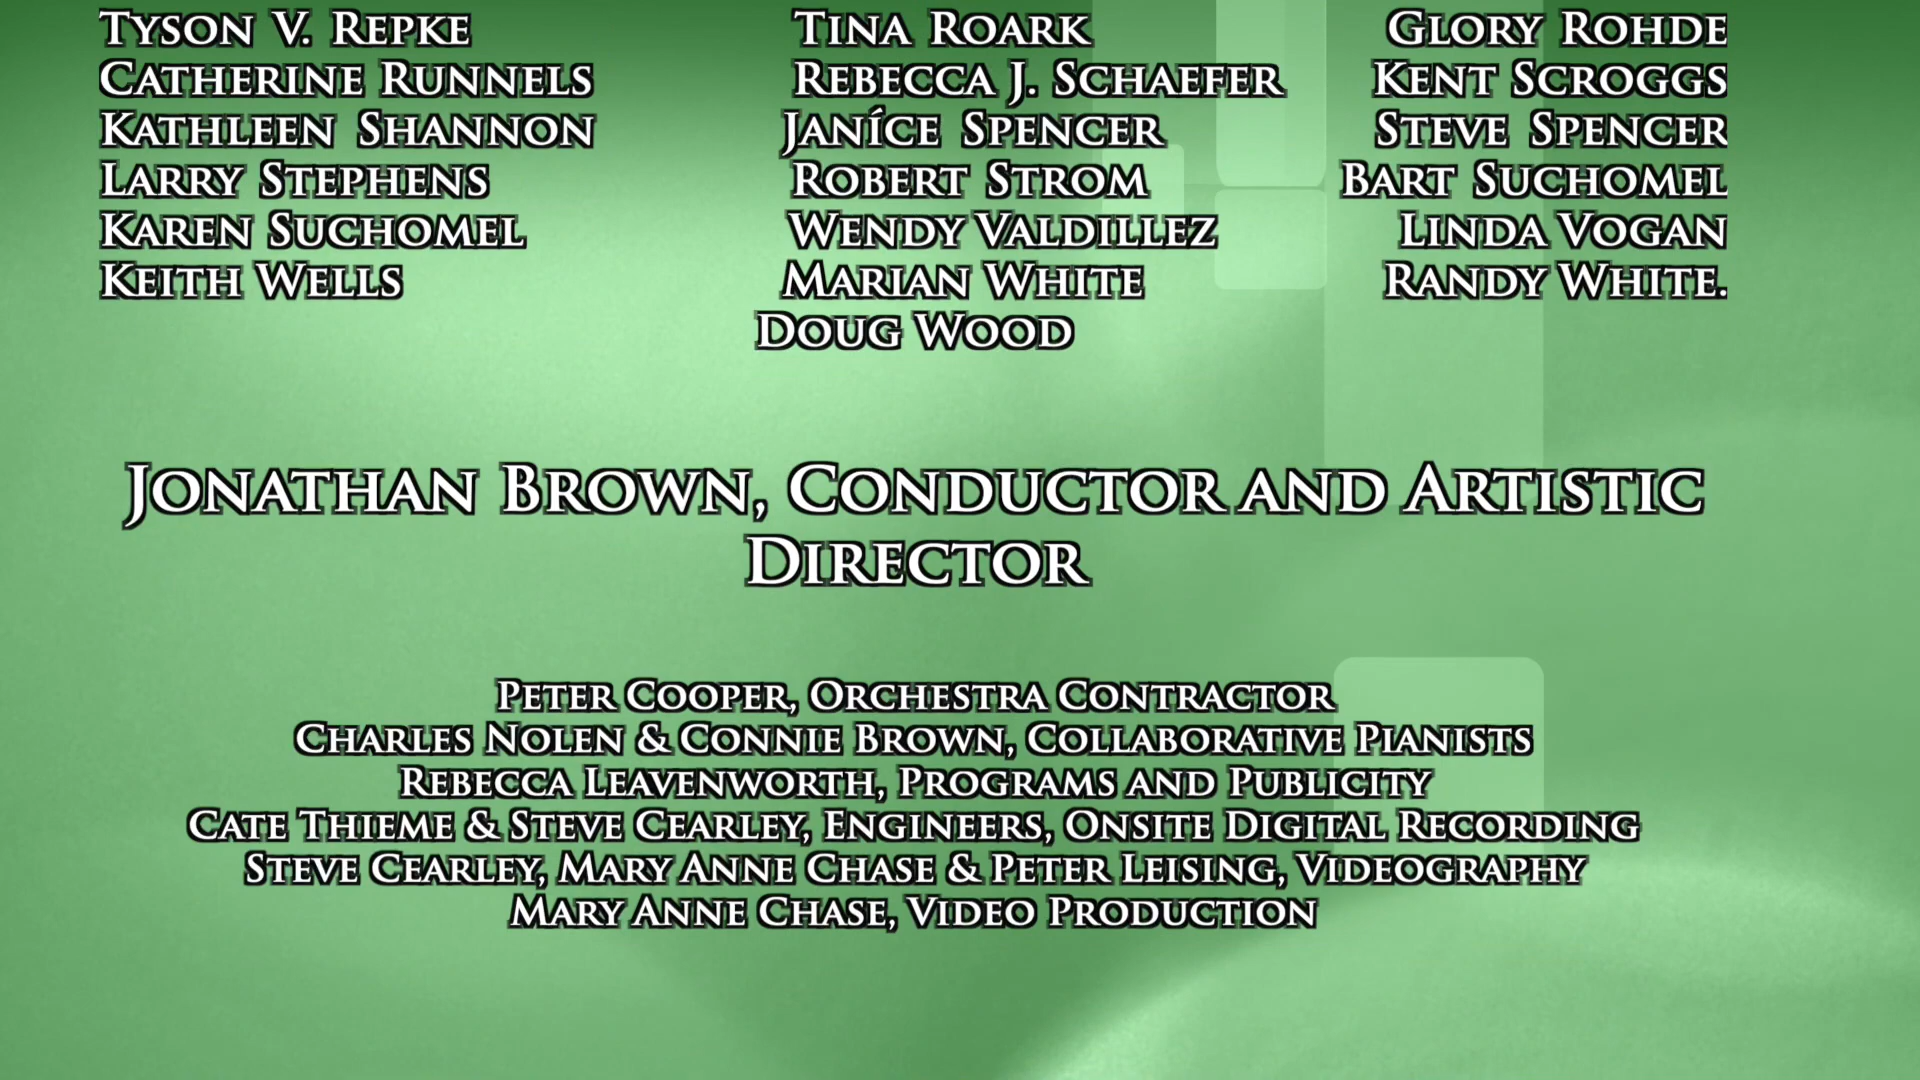 Tyson V. Repke Tina Roark Glory Rohde
Catherine Runnels Rebecca J. Schaefer Kent Scroggs
Kathleen Shannon Janíce Spencer Steve Spencer
Larry Stephens Robert Strom Bart Suchomel
Karen Suchomel Wendy Valdillez Linda Vogan
Keith Wells Marian White Randy White.
Doug Wood
Jonathan Brown, Conductor and Artistic
Director
Peter Cooper, Orchestra Contractor
Charles Nolen & Connie Brown, Collaborative Pianists
Rebecca Leavenworth, Programs and Publicity
Cate Thieme & Steve Cearley, Engineers, Onsite Digital Recording
Steve Cearley, Mary Anne Chase & Peter Leising, Videography
Mary Anne Chase, Video Production